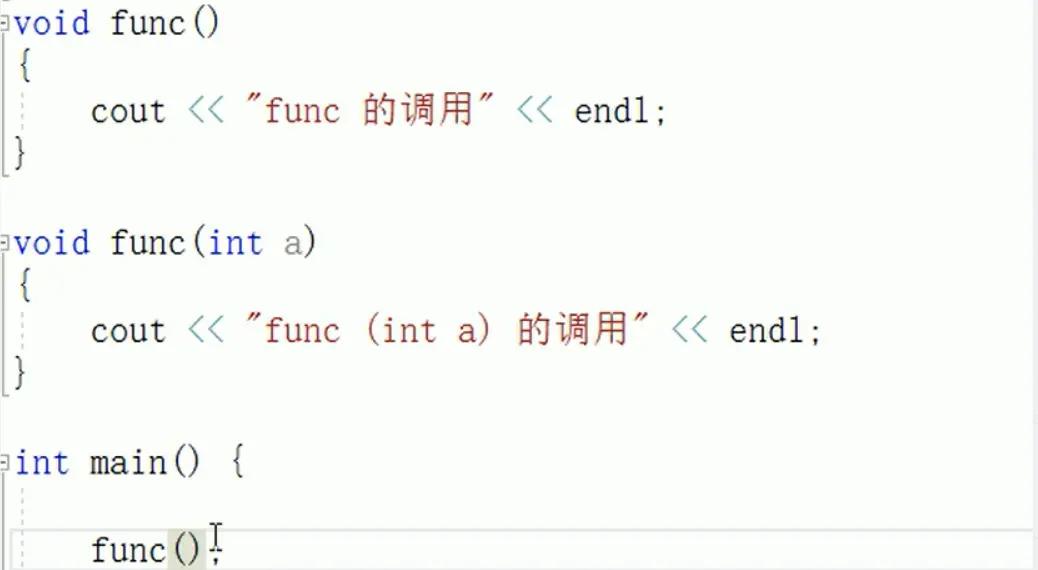 void func()
{
cout << "func 的调用" << endl;
}
void func(int a)
{
cout << "func (int a) 的调用" << endl;
}
int main() {
func();